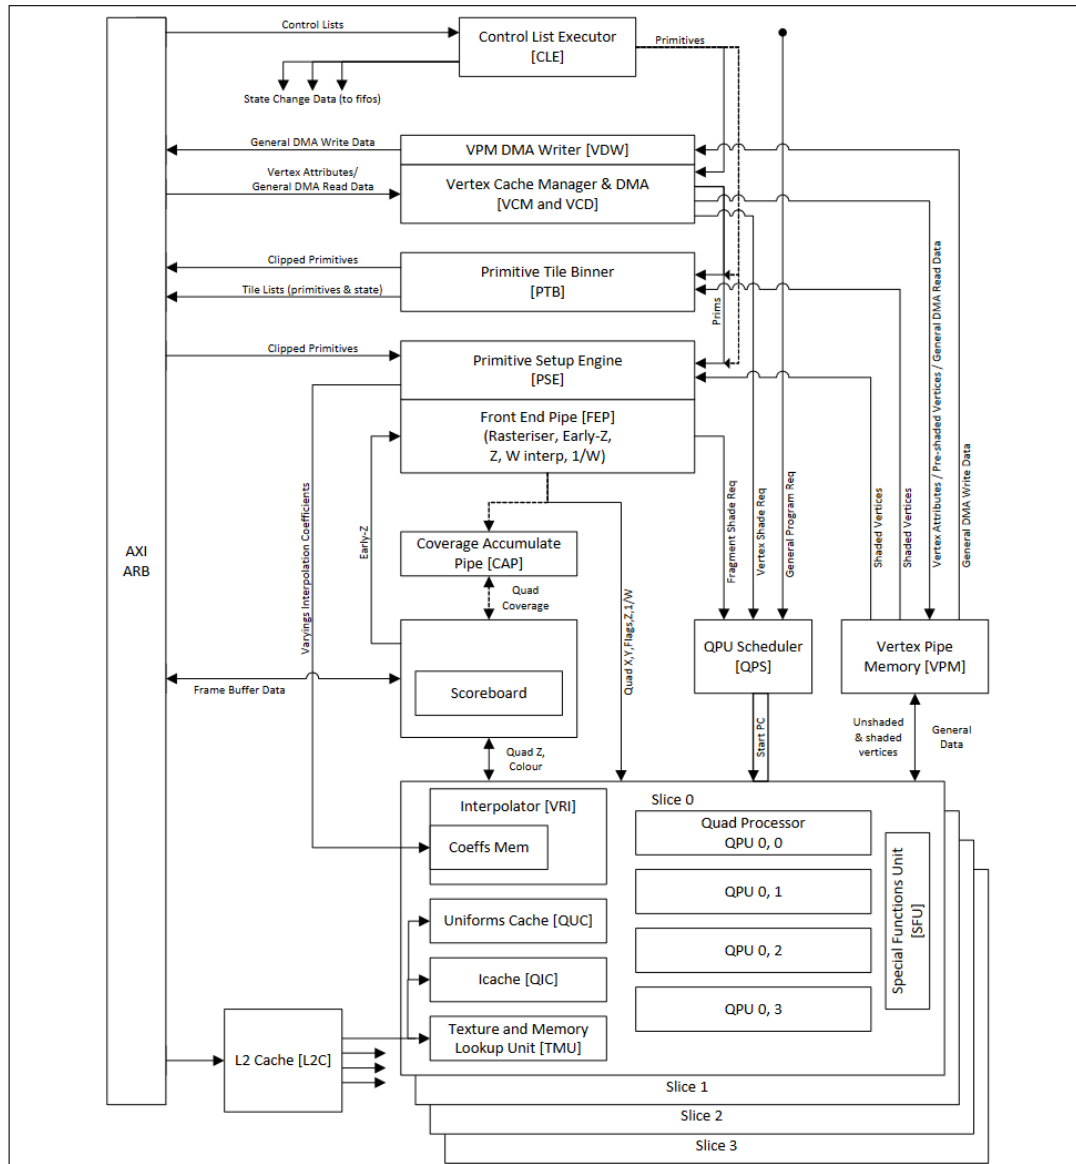 Control Lists
Control List Executor
[CLE]
Primitives
State Change Data (to fifos)
General DMA Write Data
VPM DMA Writer [VDW]
Vertex Attributes/
General DMA Read Data
Vertex Cache Manager & DMA
[VCM and VCD]
Clipped Primitives
Primitive Tile Binner
[PTB]
Tile Lists (primitives & state)
Prims
Clipped Primitives
Primitive Setup Engine
[PSE]
Front End Pipe [FEP]
(Rasteriser, Early-Z,
Z, W interp, 1/W)
Varyings Interpolation Coefficients
Early-Z
Fragment Shade Req
Vertex Shade Req
General Program Req
Shaded Vertices
Shaded Vertices
Vertex Attributes / Pre-shaded Vertices / General DMA Read Data
General DMA Write Data
AXI
ARB
Coverage Accumulate
Pipe [CAP]
Quad
Coverage
Quad X,Y,Flags,Z,1/W
QPU Scheduler
[QPS]
Vertex Pipe
Memory [VPM]
Frame Buffer Data
Scoreboard
Quad Z,
Colour
Start PC
Unshaded
& shaded
vertices
General
Data
Slice 0
Interpolator [VRI]
Coeffs Mem
Quad Processor
QPU 0, 0
QPU 0, 1
QPU 0, 2
QPU 0, 3
Special Functions Unit
[SFU]
Uniforms Cache [QUC]
Icache [QIC]
Texture and Memory
Lookup Unit [TMU]
L2 Cache [L2C]
Slice 1
Slice 2
Slice 3